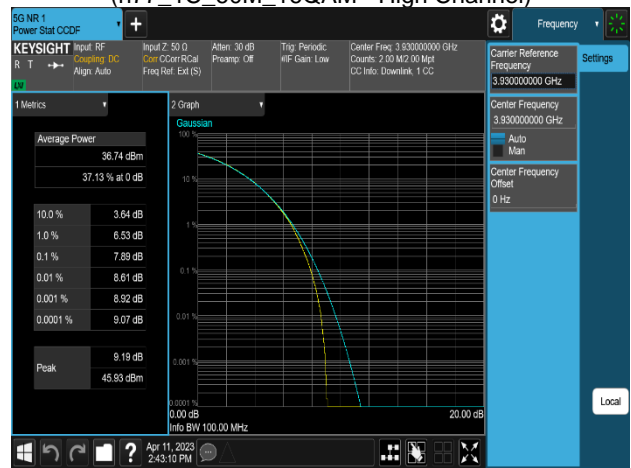 5G NR 1
Power Stat CCDF
Frequency
KEYSIGHT
R T
LM
Input: RF
Coupling: DC
Align: Auto
Input Z: 50 Ω
Corr CCorr RCal
Freq Ref: Ext (S)
Atten: 30 dB
Preamp: Off
Trig: Periodic
#IF Gain: Low
Center Freq: 3.930000000 GHz
Counts: 2.00 M/2.00 Mpt
CC Info: Downlink, 1 CC
Carrier Reference
Frequency
3.930000000 GHz
Settings
Center Frequency
3.930000000 GHz
Auto
Man
Center Frequency
Offset
0 Hz
Local
1 Metrics
Average Power
36.74 dBm
37.13 % at 0 dB
10.0 % 3.64 dB
1.0 % 6.53 dB
0.1 % 7.89 dB
0.01 % 8.61 dB
0.001 % 8.92 dB
0.0001 % 9.07 dB
Peak
9.19 dB
45.93 dBm
2 Graph
Gaussian
100 %
10 %
1 %
0.1 %
0.01 %
0.001 %
0.0001 %
0.00 dB 20.00 dB
Info BW 100.00 MHz
?
Apr 11, 2023
2:43:10 PM